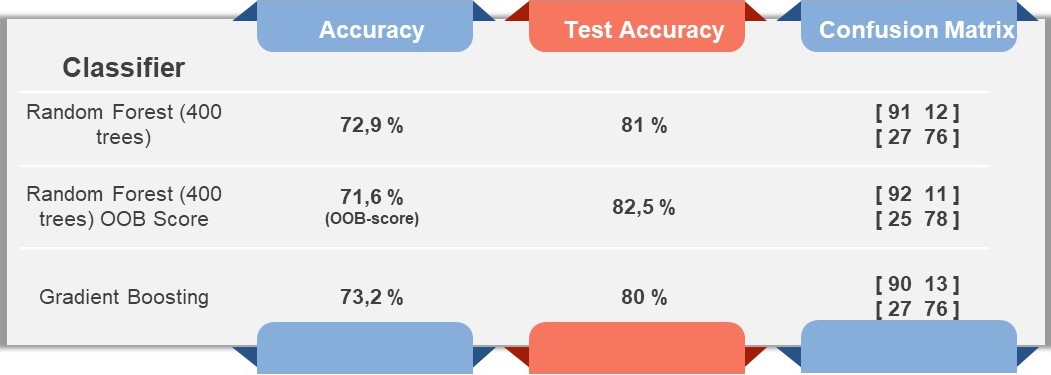 Accuracy Test Accuracy Confusion Matrix
Classifier
Random Forest (400
trees)
72,9 %
81 %
[ 91 12 ]
[ 27 76 ]
Random Forest (400
trees) OOB Score
71,6 %
(OOB-score)
82,5 %
[ 92 11 ]
[ 25 78 ]
Gradient Boosting
73,2 %
80 %
[ 90 13 ]
[ 27 76 ]